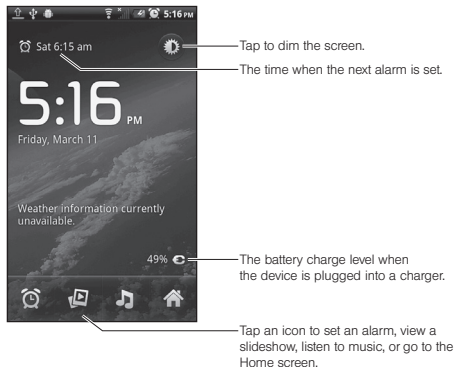 5:16 PM
Sat 6:15 am
Tap to dim the screen.
The time when the next alarm is set.
5:16 PM
Friday, March 11
Weather information currently
unavailable.
49%
The battery charge level when
the device is plugged into a charger.
Tap an icon to set an alarm, view a
slideshow, listen to music, or go to the
Home screen.